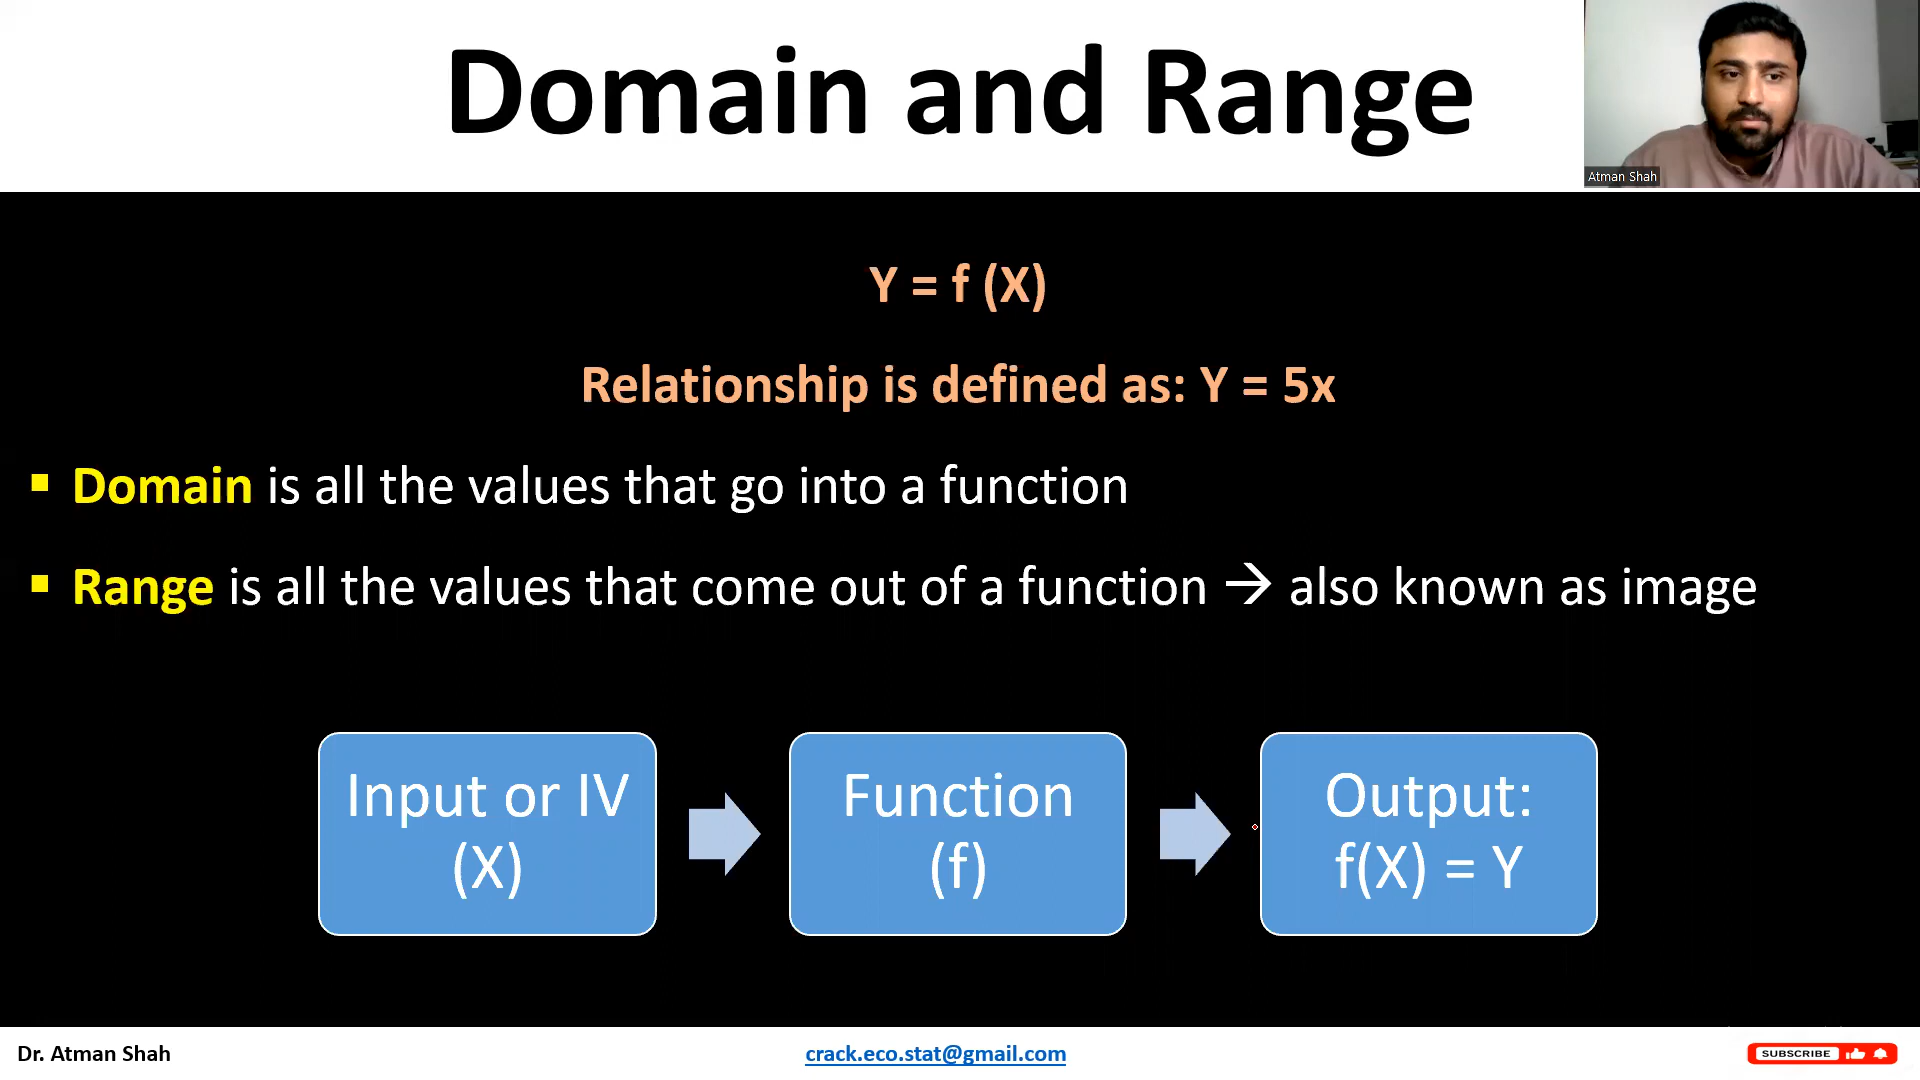 Domain and Range
Atman Shah
Y = f (X)
Relationship is defined as: Y = 5x
▪ Domain is all the values that go into a function
▪ Range is all the values that come out of a function → also known as image
Input or IV
(X)
Function
(f)
Output:
f(X) = Y
Dr. Atman Shah
crack.eco.stat@gmail.com
SUBSCRIBE